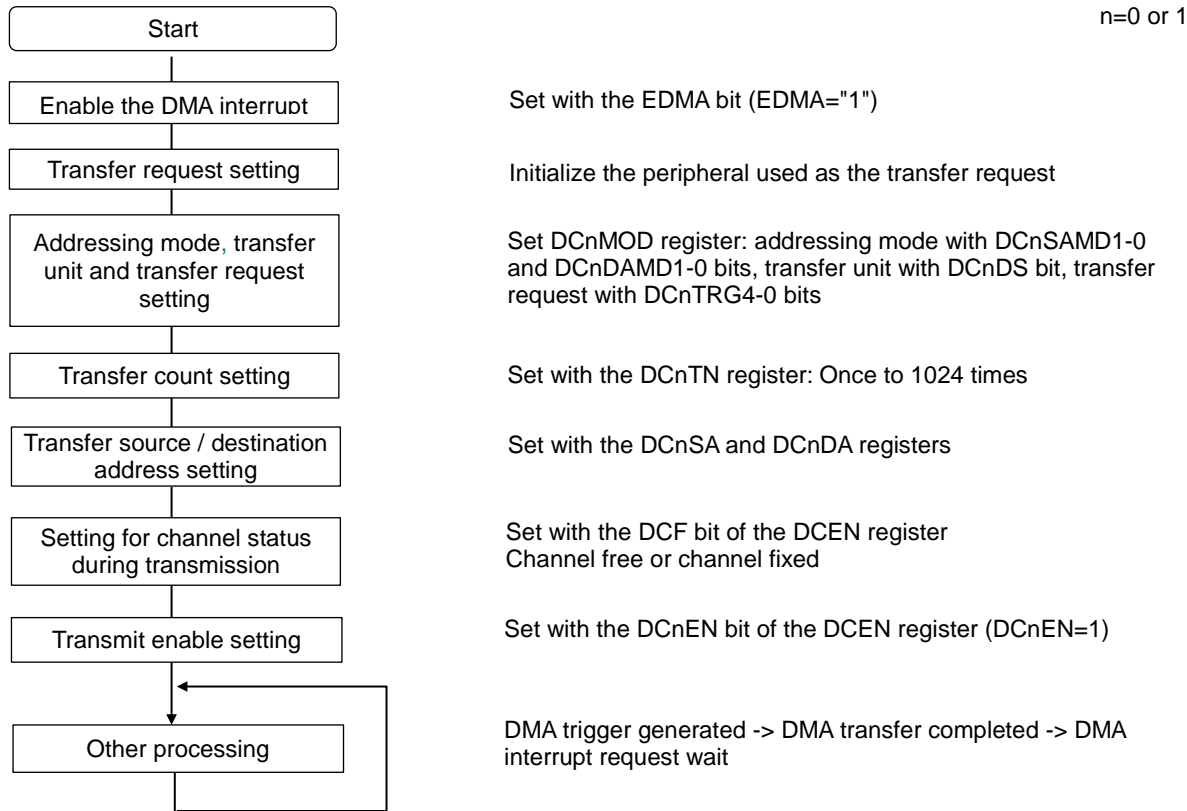 n=0 or 1
Start
Enable the DMA interrupt
Set with the EDMA bit (EDMA="1")
Transfer request setting
Initialize the peripheral used as the transfer request
Addressing mode, transfer
unit and transfer request
setting
Set DCnMOD register: addressing mode with DCnSAMD1-0
and DCnDAMD1-0 bits, transfer unit with DCnDS bit, transfer
request with DCnTRG4-0 bits
Transfer count setting
Set with the DCnTN register: Once to 1024 times
Transfer source / destination
address setting
Set with the DCnSA and DCnDA registers
Setting for channel status
during transmission
Set with the DCF bit of the DCEN register
Channel free or channel fixed
Transmit enable setting
Set with the DCnEN bit of the DCEN register (DCnEN=1)
Other processing
DMA trigger generated -> DMA transfer completed -> DMA
interrupt request wait